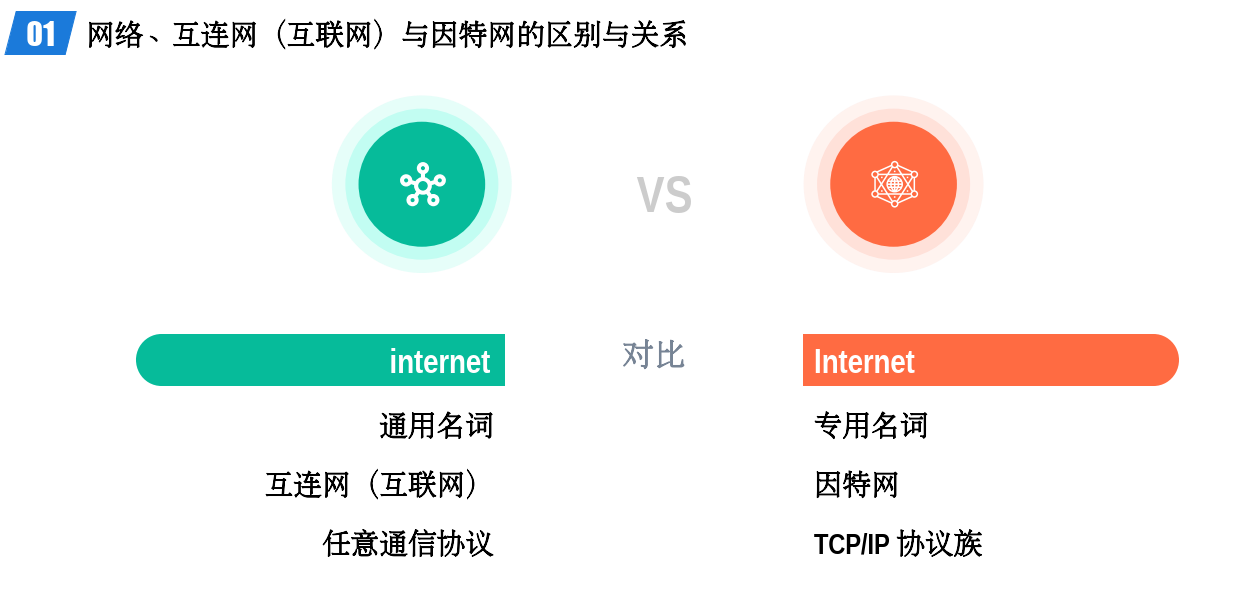 01 网络、互连网（互联网）与因特网的区别与关系
VS
internet 对比 Internet
通用名词 专用名词
互连网（互联网） 因特网
任意通信协议 TCP/IP 协议族